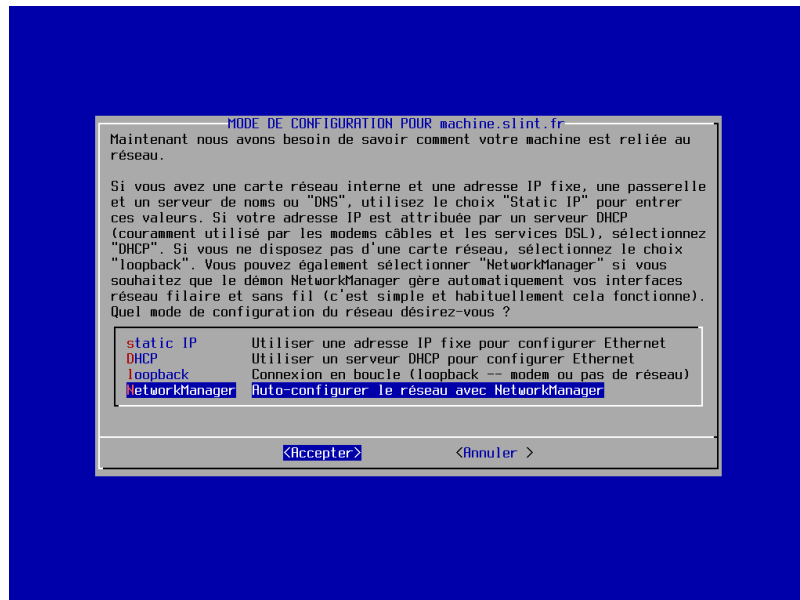 MODE DE CONFIGURATION POUR machine.slint.fr
Maintenant nous avons besoin de savoir comment votre machine est reliée au
réseau.
Si vous avez une carte réseau interne et une adresse IP fixe, une passerelle
et un serveur de noms ou "DNS", utilisez le choix "Static IP" pour entrer
ces valeurs. Si votre adresse IP est attribuée par un serveur DHCP
(couramment utilisé par les modems câbles et les services DSL), sélectionnez
"DHCP". Si vous ne disposez pas d'une carte réseau, sélectionnez le choix
"loopback". Vous pouvez également sélectionner "NetworkManager" si vous
souhaitez que le démon NetworkManager gère automatiquement vos interfaces
réseau filaire et sans fil (c'est simple et habituellement cela fonctionne).
Quel mode de configuration du réseau désirez-vous ?
static IP Utiliser une adresse IP fixe pour configurer Ethernet
DHCP Utiliser un serveur DHCP pour configurer Ethernet
loopback Connexion en boucle (loopback -- modem ou pas de réseau)
NetworkManager Auto-configurer le réseau avec NetworkManager
<Accepter> <Annuler >